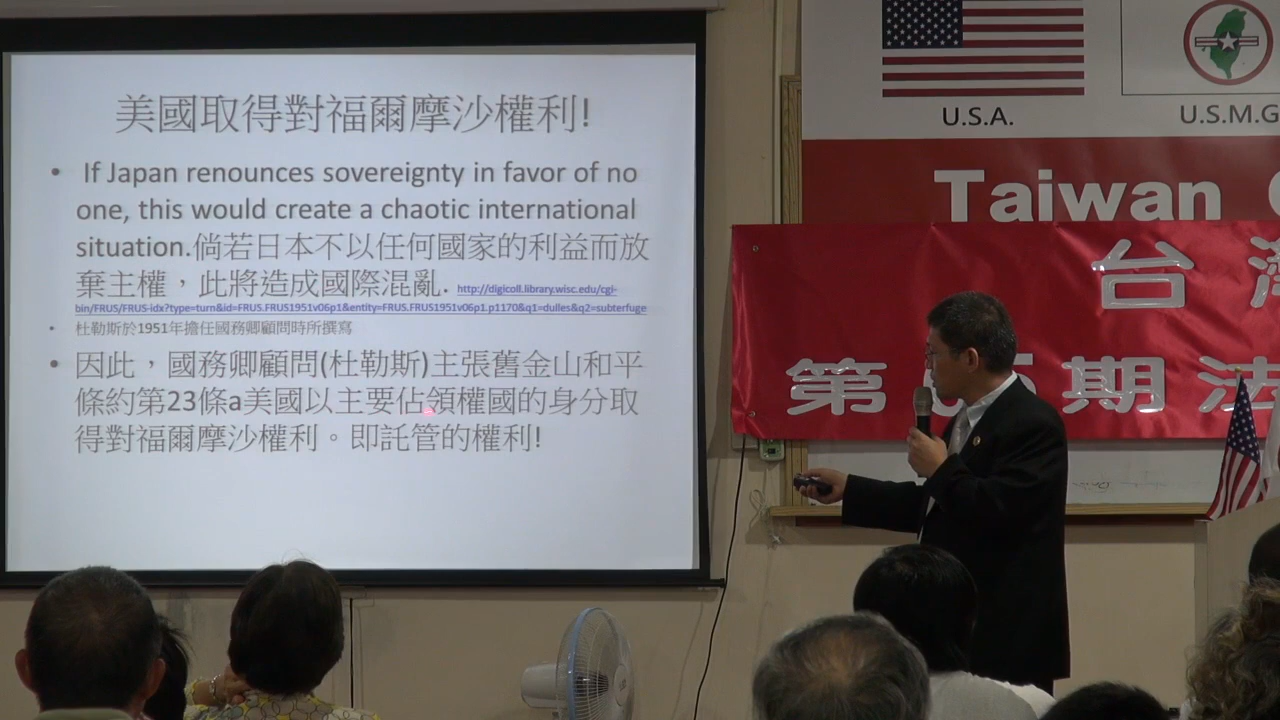 美國取得對福爾摩沙權利!
• If Japan renounces sovereignty in favor of no
one, this would create a chaotic international
situation.倘若日本不以任何國家的利益而放
棄主權，此將造成國際混亂. http://digicoll.library.wisc.edu/cgi-
bin/FRUS/FRUS-idx?type=turn&id=FRUS.FRUS1951v06p1&entity=FRUS.FRUS1951v06p1.p1170&q1=dulles&q2=subterfuge
• 杜勒斯於1951年擔任國務卿顧問時所撰寫
• 因此，國務卿顧問(杜勒斯)主張舊金山和平
條約第23條a美國以主要佔領權國的身分取
得對福爾摩沙權利。即託管的權利!
U.S.A.
U.S.M.G
Taiwan
台
第 期 法